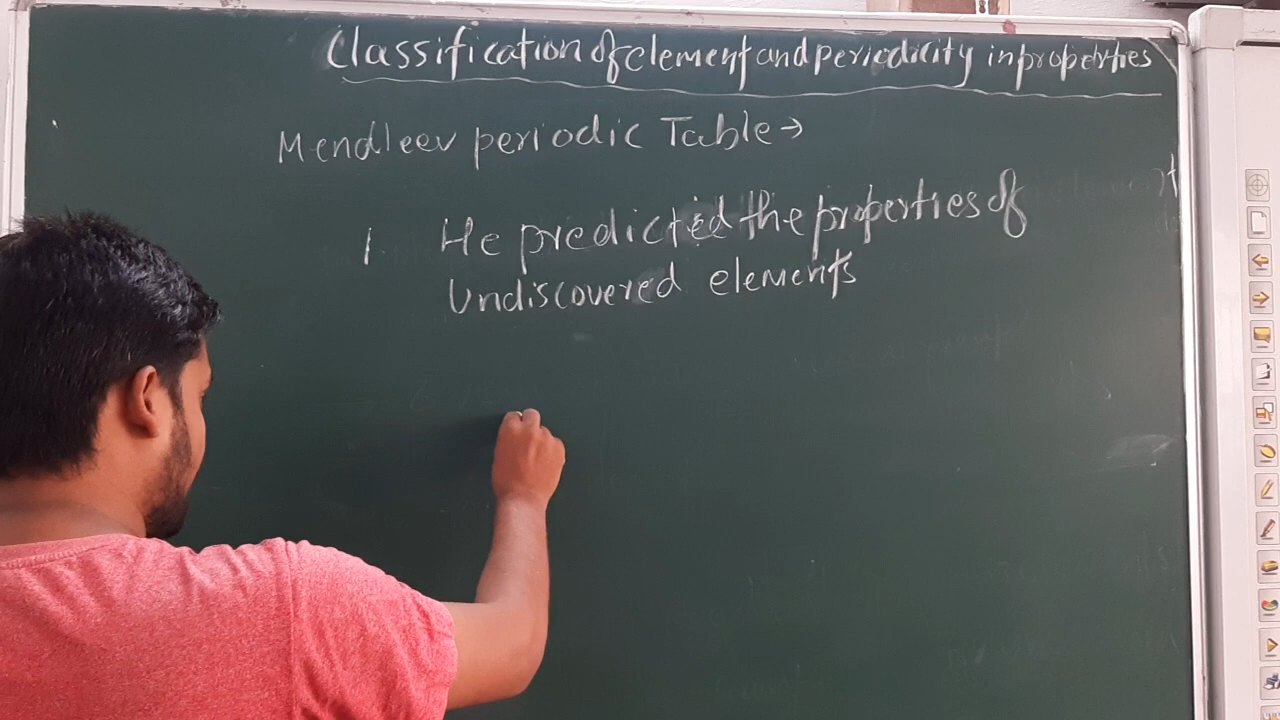 Classification of element and periodicity in properties
Mendleev periodic Table →
1. He predicted the properties of
Undiscovered elements